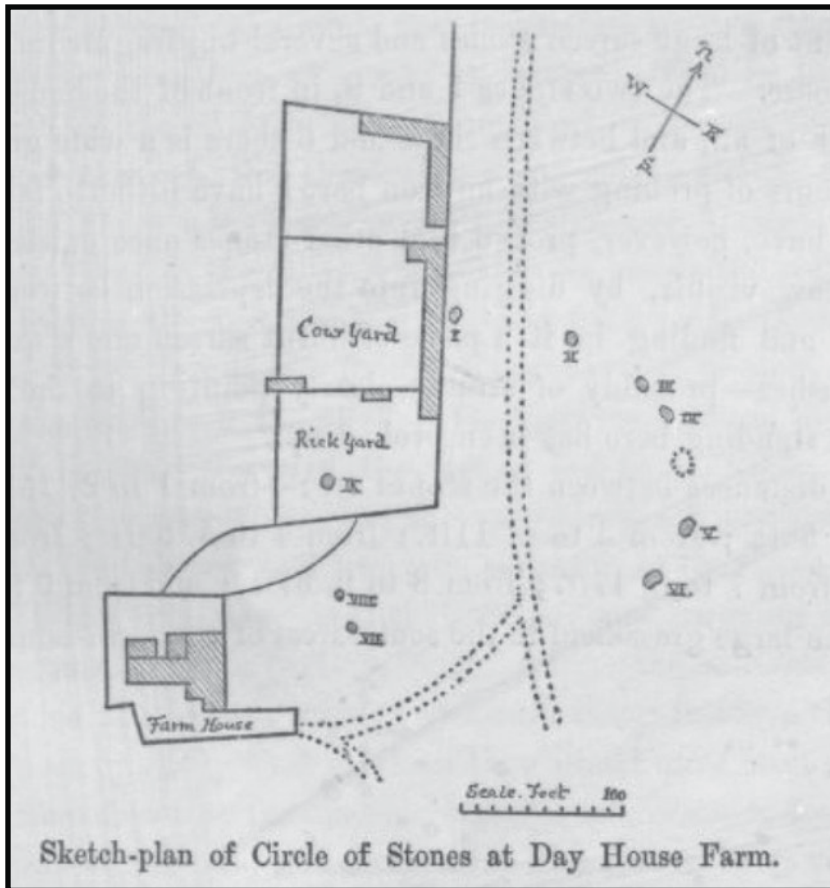 N
W
E
S
Cow Yard
I
II
III
IV
Rick Yard
IX
V
VI
VIII
VII
Farm House
Scale. Feet 100
Sketch-plan of Circle of Stones at Day House Farm.